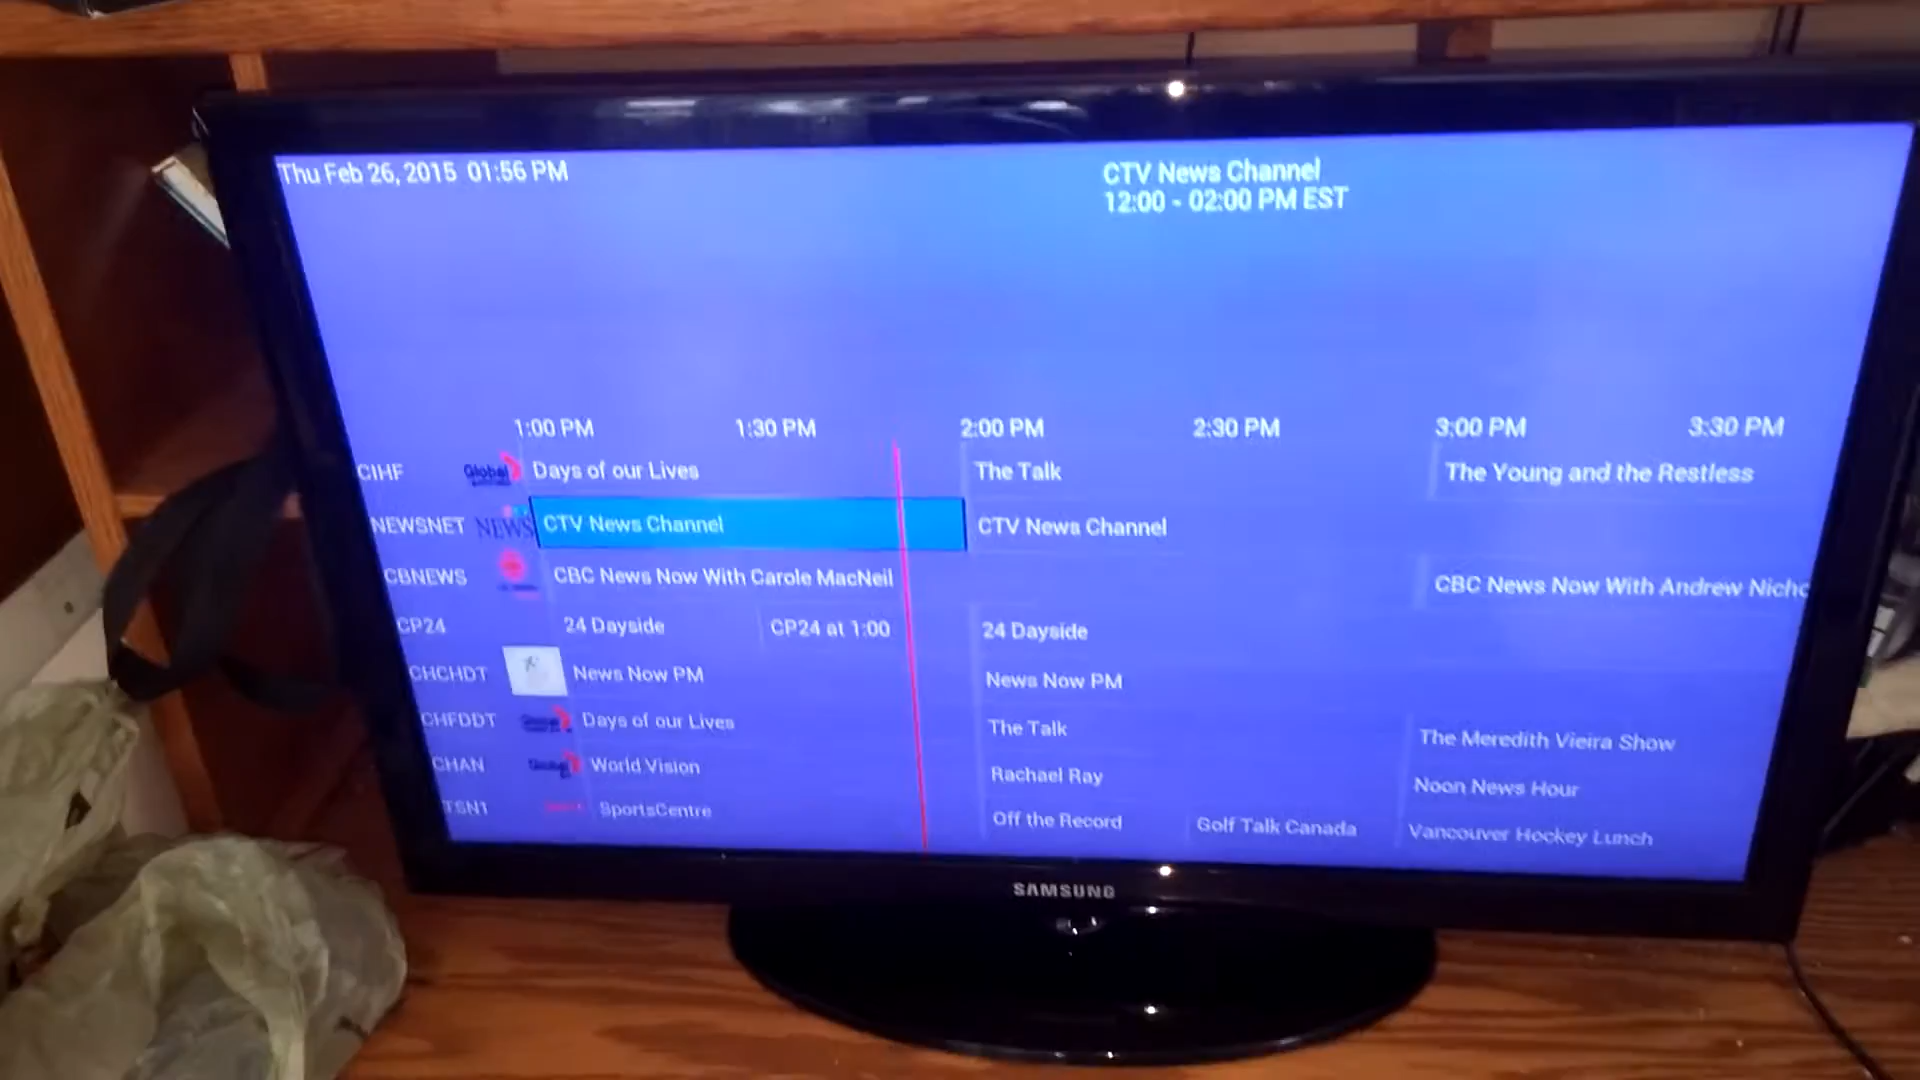 Thu Feb 26, 2015 01:56 PM
CTV News Channel
12:00 - 02:00 PM EST
1:00 PM 1:30 PM 2:00 PM 2:30 PM 3:00 PM 3:30 PM
CIHF Global Days of our Lives The Talk The Young and the Restless
NEWSNET NEWS CTV News Channel CTV News Channel
CBNEWS CBC News Now With Carole MacNeil CBC News Now With Andrew Nicho
CP24 24 Dayside CP24 at 1:00 24 Dayside
CHCHDT News Now PM News Now PM
CHFDDT Global Days of our Lives The Talk The Meredith Vieira Show
CHAN Global World Vision Rachael Ray Noon News Hour
TSN1 SportsCentre Off the Record Golf Talk Canada Vancouver Hockey Lunch
SAMSUNG